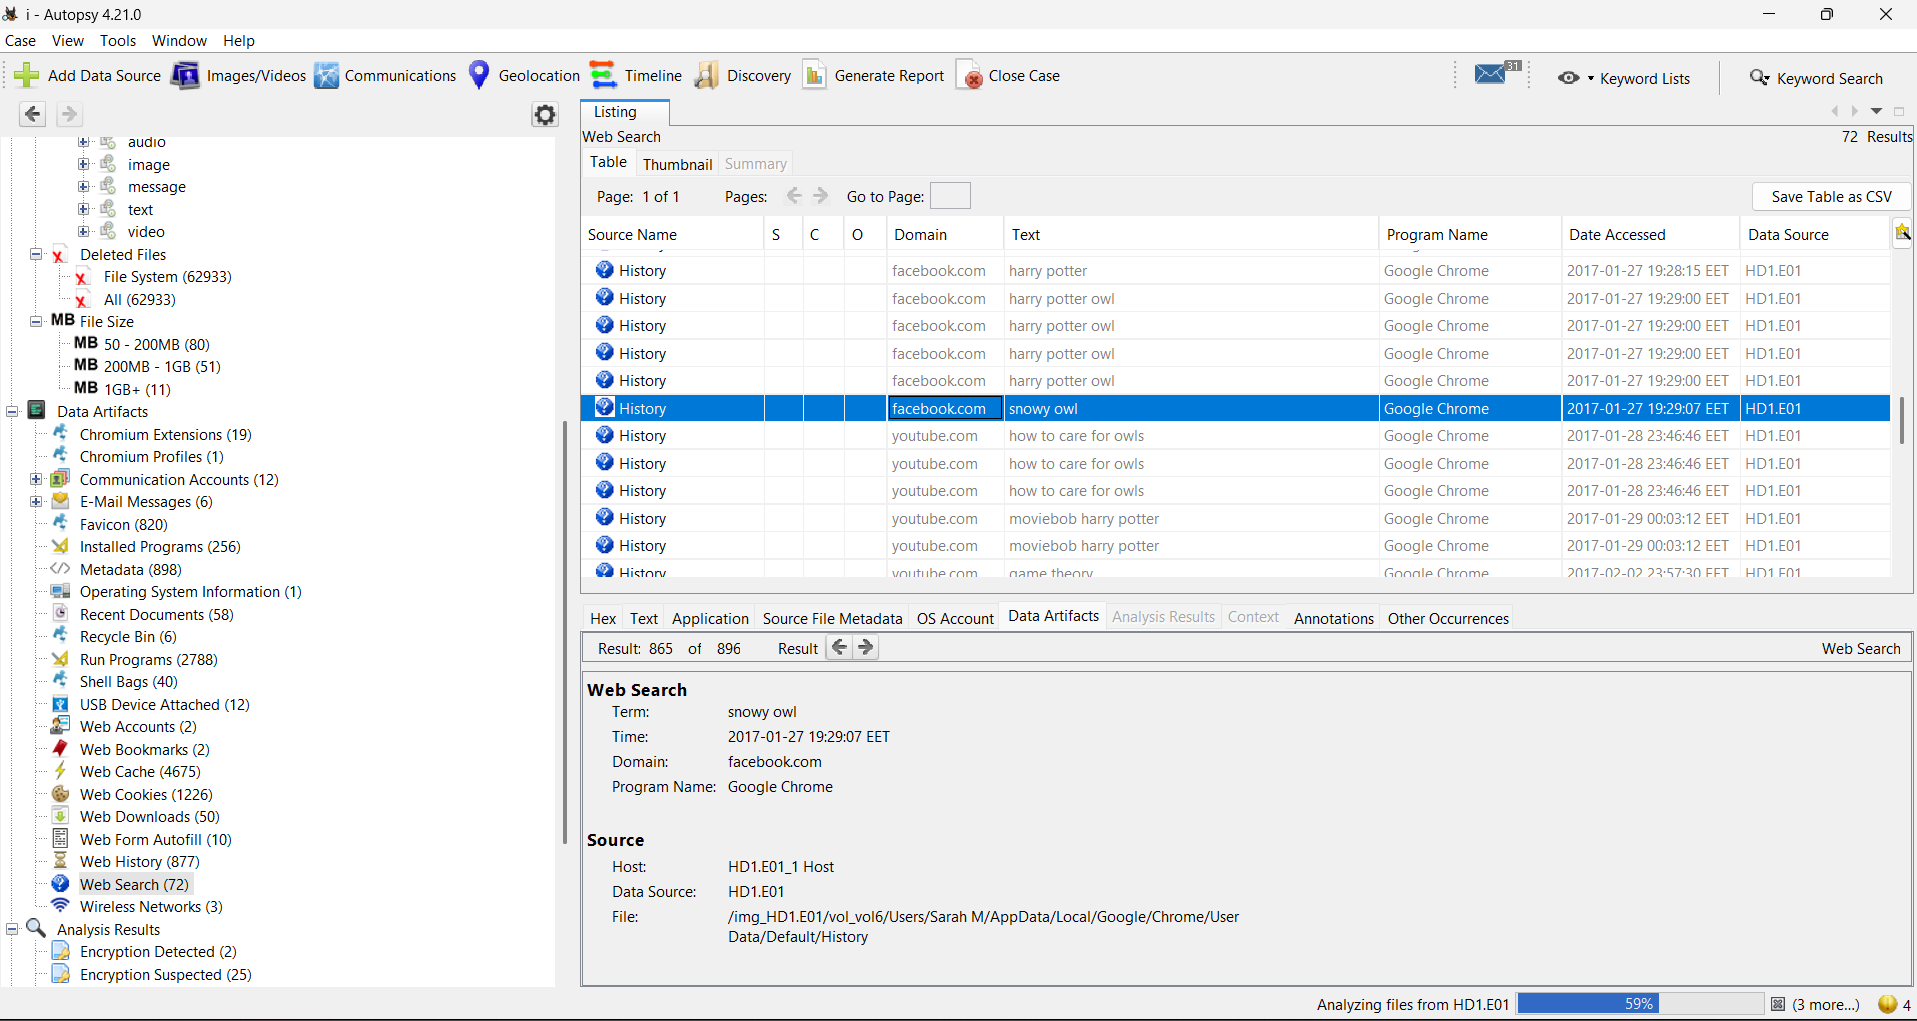 i - Autopsy 4.21.0
Case View Tools Window Help
Add Data Source Images/Videos Communications Geolocation Timeline Discovery Generate Report Close Case 31 Keyword Lists Keyword Search
audio
image
message
text
video
Deleted Files
File System (62933)
All (62933)
MB File Size
MB 50 - 200MB (80)
MB 200MB - 1GB (51)
MB 1GB+ (11)
Data Artifacts
Chromium Extensions (19)
Chromium Profiles (1)
Communication Accounts (12)
E-Mail Messages (6)
Favicon (820)
Installed Programs (256)
Metadata (898)
Operating System Information (1)
Recent Documents (58)
Recycle Bin (6)
Run Programs (2788)
Shell Bags (40)
USB Device Attached (12)
Web Accounts (2)
Web Bookmarks (2)
Web Cache (4675)
Web Cookies (1226)
Web Downloads (50)
Web Form Autofill (10)
Web History (877)
Web Search (72)
Wireless Networks (3)
Analysis Results
Encryption Detected (2)
Encryption Suspected (25)
Listing
Web Search 72 Results
Table Thumbnail Summary
Page: 1 of 1 Pages: Go to Page: Save Table as CSV
Source Name S C O Domain Text Program Name Date Accessed Data Source
History facebook.com harry potter Google Chrome 2017-01-27 19:28:15 EET HD1.E01
History facebook.com harry potter owl Google Chrome 2017-01-27 19:29:00 EET HD1.E01
History facebook.com harry potter owl Google Chrome 2017-01-27 19:29:00 EET HD1.E01
History facebook.com harry potter owl Google Chrome 2017-01-27 19:29:00 EET HD1.E01
History facebook.com harry potter owl Google Chrome 2017-01-27 19:29:00 EET HD1.E01
History facebook.com snowy owl Google Chrome 2017-01-27 19:29:07 EET HD1.E01
History youtube.com how to care for owls Google Chrome 2017-01-28 23:46:46 EET HD1.E01
History youtube.com how to care for owls Google Chrome 2017-01-28 23:46:46 EET HD1.E01
History youtube.com how to care for owls Google Chrome 2017-01-28 23:46:46 EET HD1.E01
History youtube.com moviebob harry potter Google Chrome 2017-01-29 00:03:12 EET HD1.E01
History youtube.com moviebob harry potter Google Chrome 2017-01-29 00:03:12 EET HD1.E01
History youtube.com game theory Google Chrome 2017-02-02 23:57:30 EET HD1.E01
Hex Text Application Source File Metadata OS Account Data Artifacts Analysis Results Context Annotations Other Occurrences
Result: 865 of 896 Result Web Search
Web Search
Term: snowy owl
Time: 2017-01-27 19:29:07 EET
Domain: facebook.com
Program Name: Google Chrome
Source
Host: HD1.E01_1 Host
Data Source: HD1.E01
File: /img_HD1.E01/vol_vol6/Users/Sarah M/AppData/Local/Google/Chrome/User
Data/Default/History
Analyzing files from HD1.E01 59% (3 more...) 4